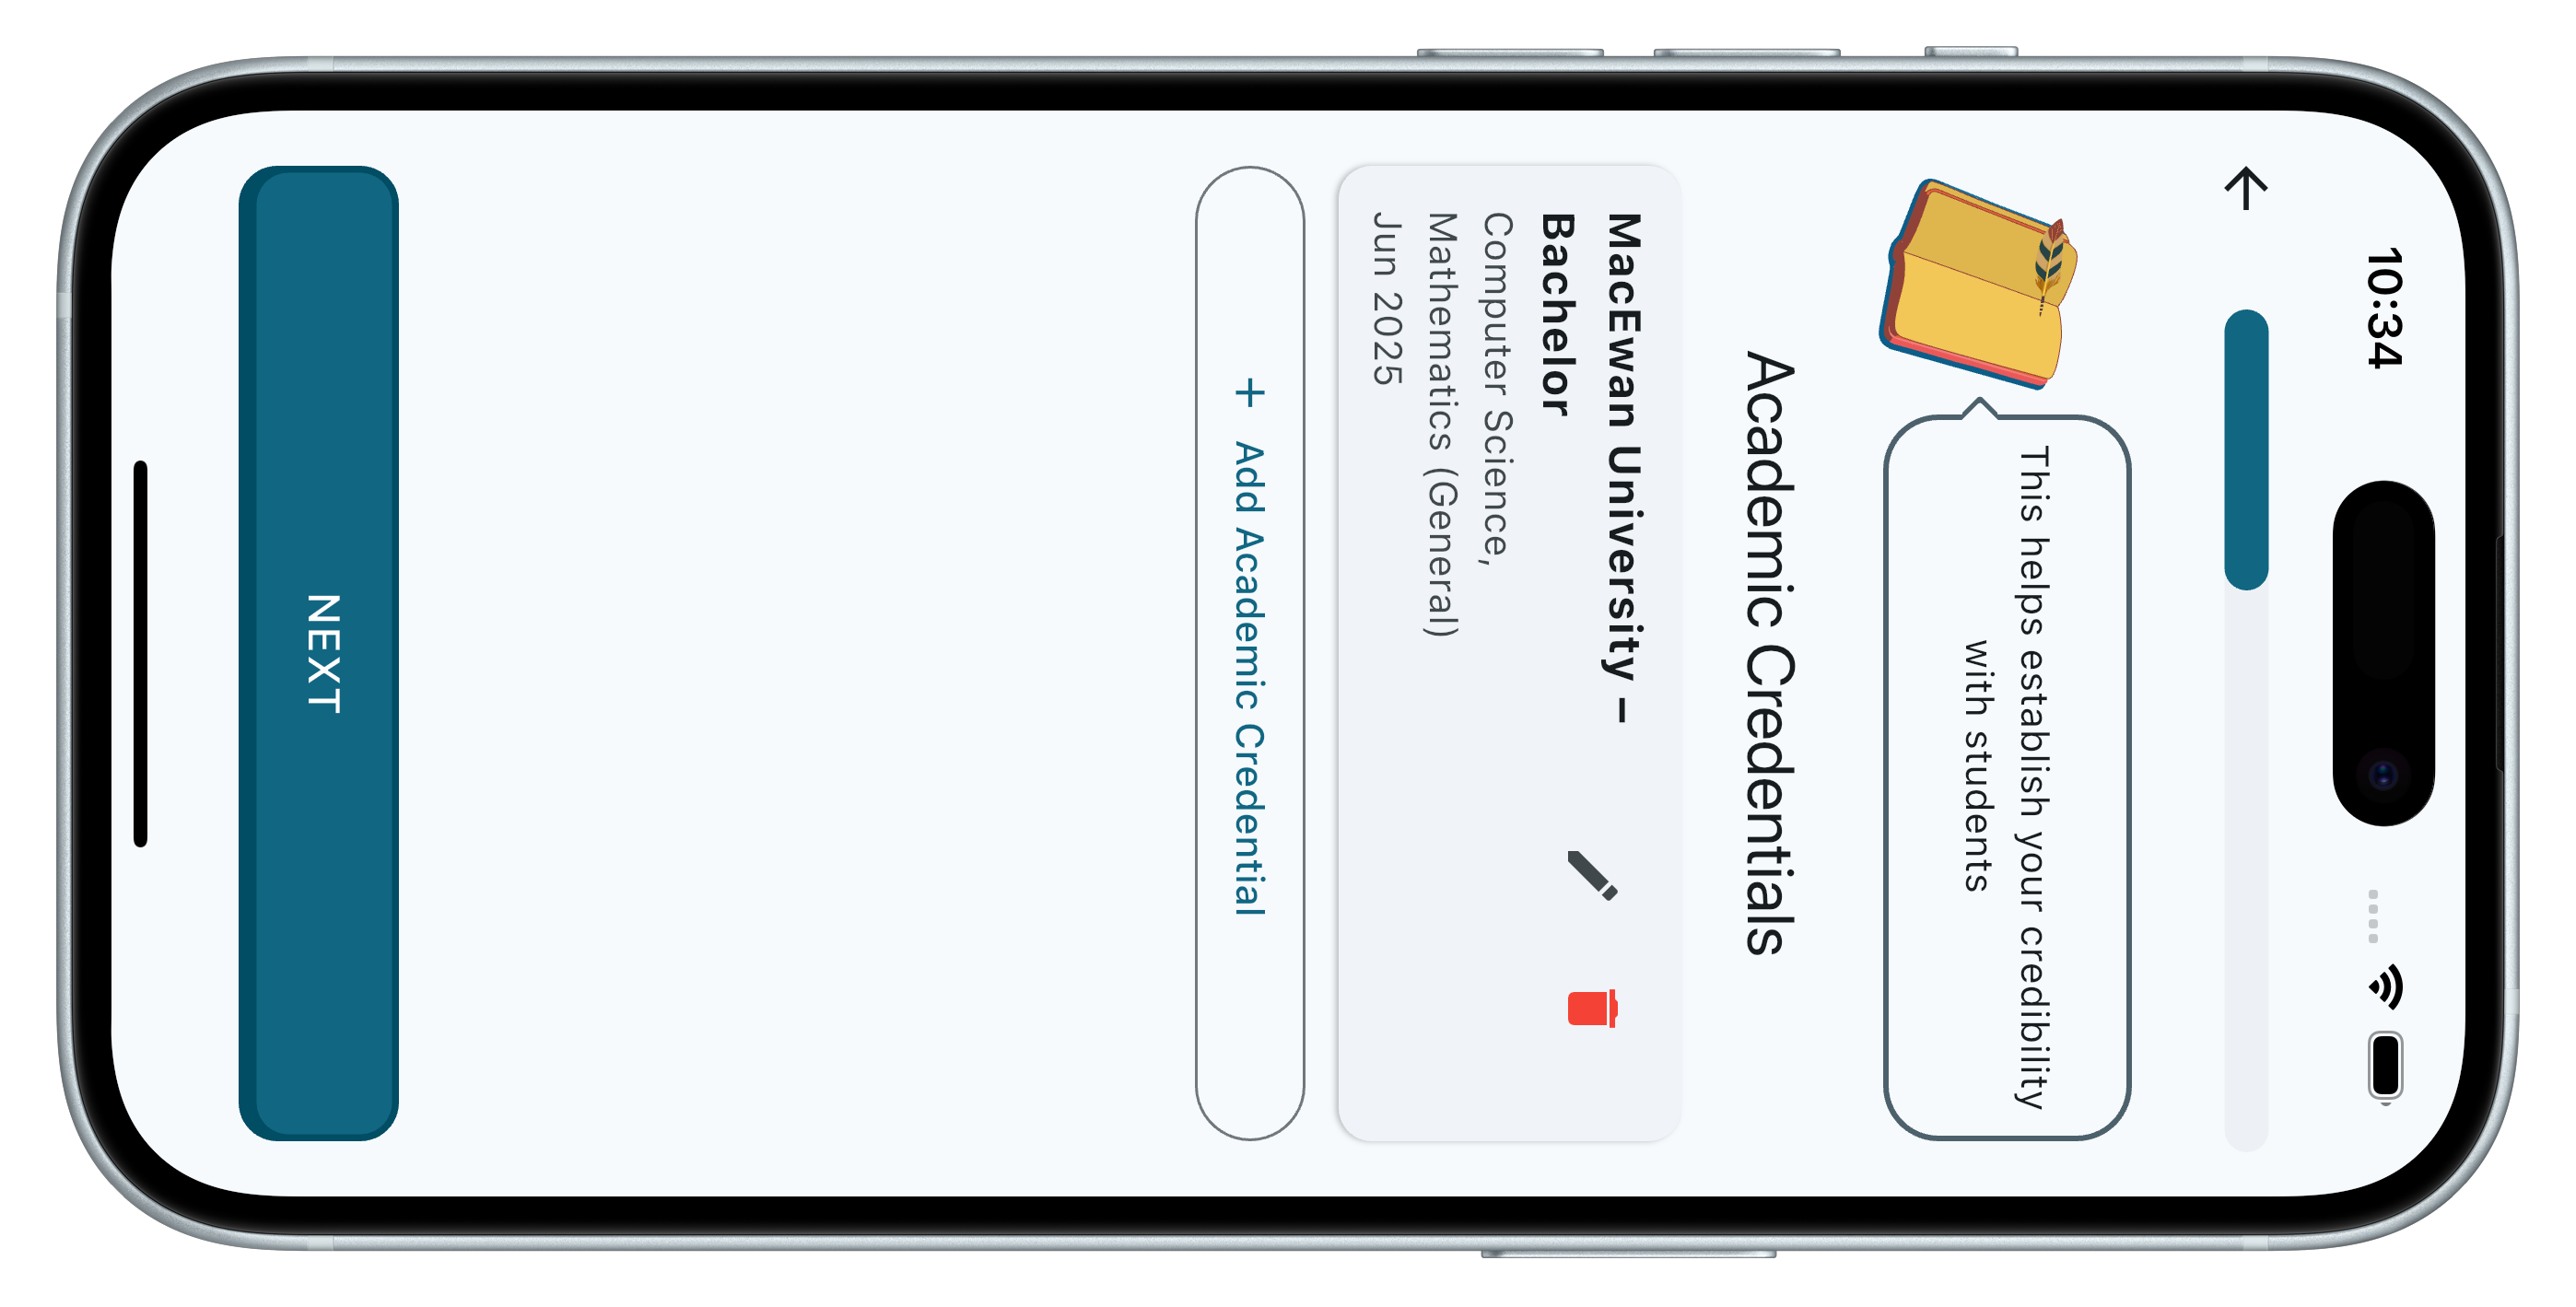 10:34
This helps establish your credibility
with students
Academic Credentials
MacEwan University –
Bachelor
Computer Science,
Mathematics (General)
Jun 2025
+ Add Academic Credential
NEXT